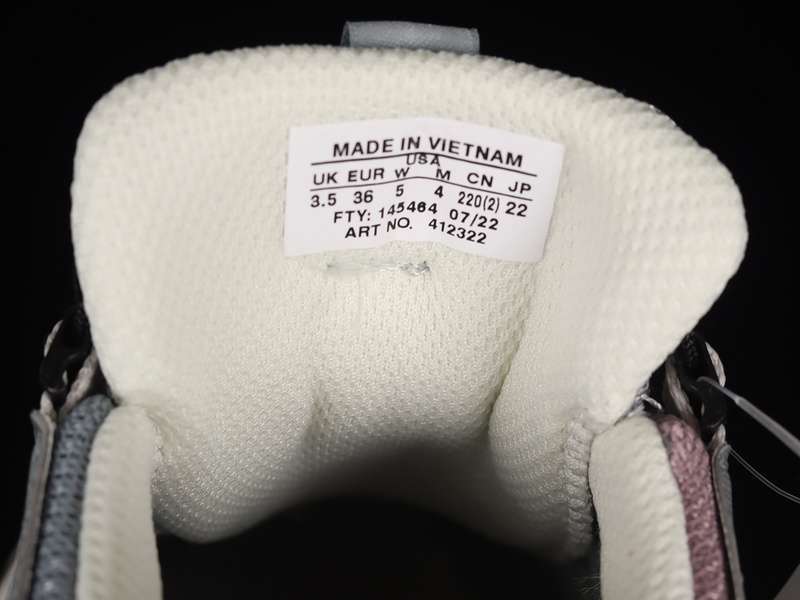 MADE IN VIETNAM
USA
UK EUR W M CN JP
3.5 36 5 4 220(2) 22
FTY: 145464 07/22
ART NO. 412322